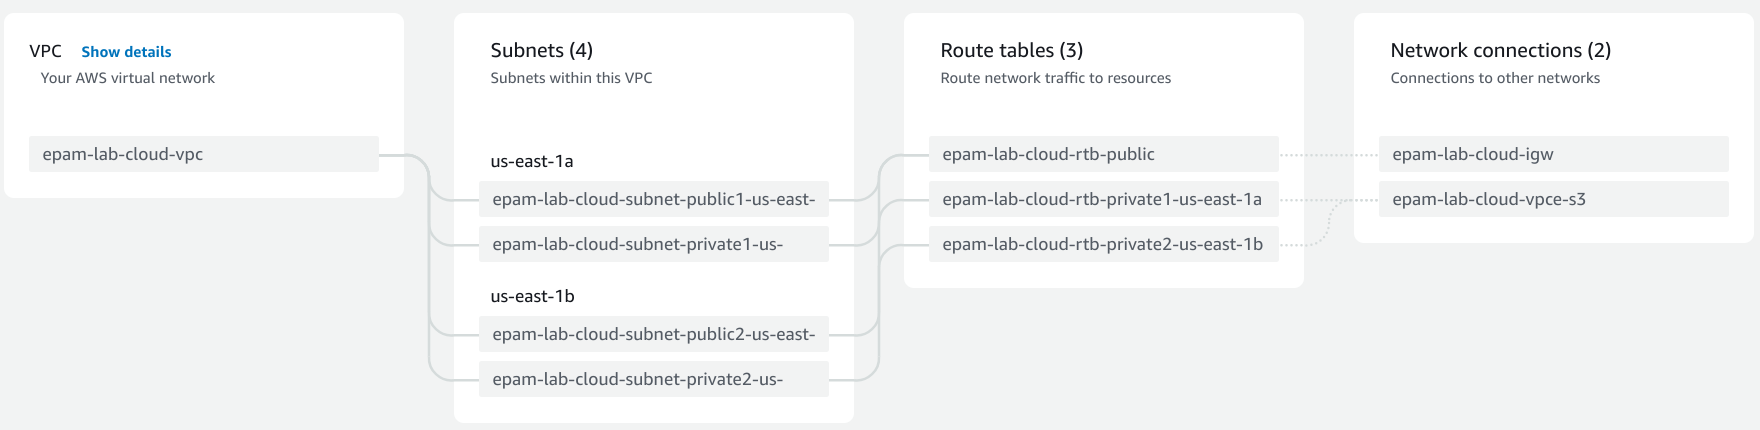 VPC Show details
Your AWS virtual network
epam-lab-cloud-vpc
Subnets (4)
Subnets within this VPC
us-east-1a
epam-lab-cloud-subnet-public1-us-east-
epam-lab-cloud-subnet-private1-us-
us-east-1b
epam-lab-cloud-subnet-public2-us-east-
epam-lab-cloud-subnet-private2-us-
Route tables (3)
Route network traffic to resources
epam-lab-cloud-rtb-public
epam-lab-cloud-rtb-private1-us-east-1a
epam-lab-cloud-rtb-private2-us-east-1b
Network connections (2)
Connections to other networks
epam-lab-cloud-igw
epam-lab-cloud-vpce-s3